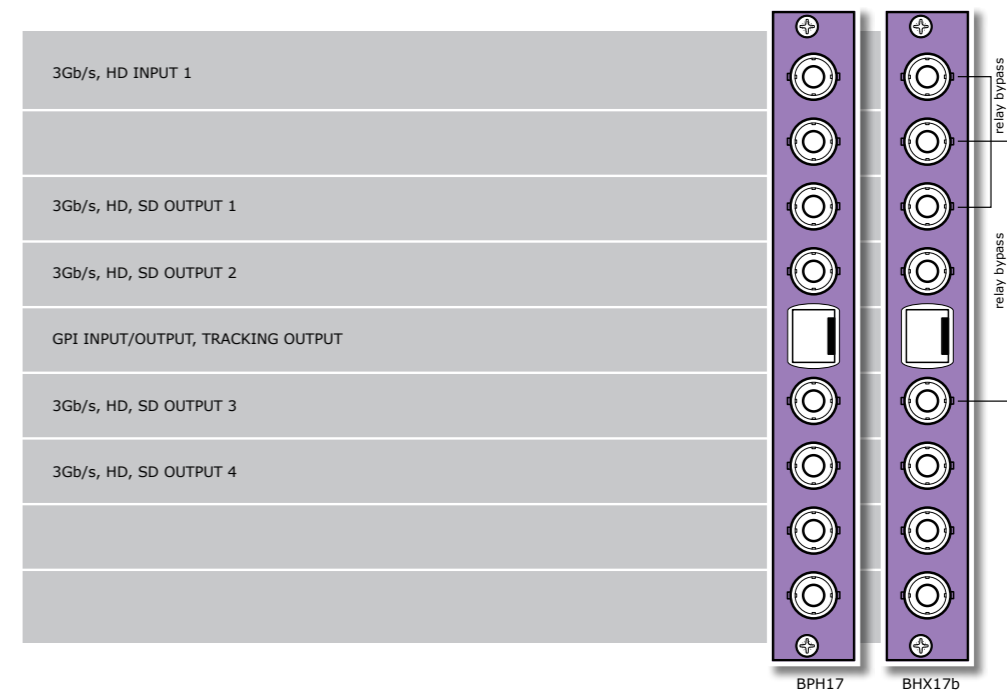 3Gb/s, HD INPUT 1
3Gb/s, HD, SD OUTPUT 1
3Gb/s, HD, SD OUTPUT 2
GPI INPUT/OUTPUT, TRACKING OUTPUT
3Gb/s, HD, SD OUTPUT 3
3Gb/s, HD, SD OUTPUT 4
relay bypass
relay bypass
BPH17
BHX17b